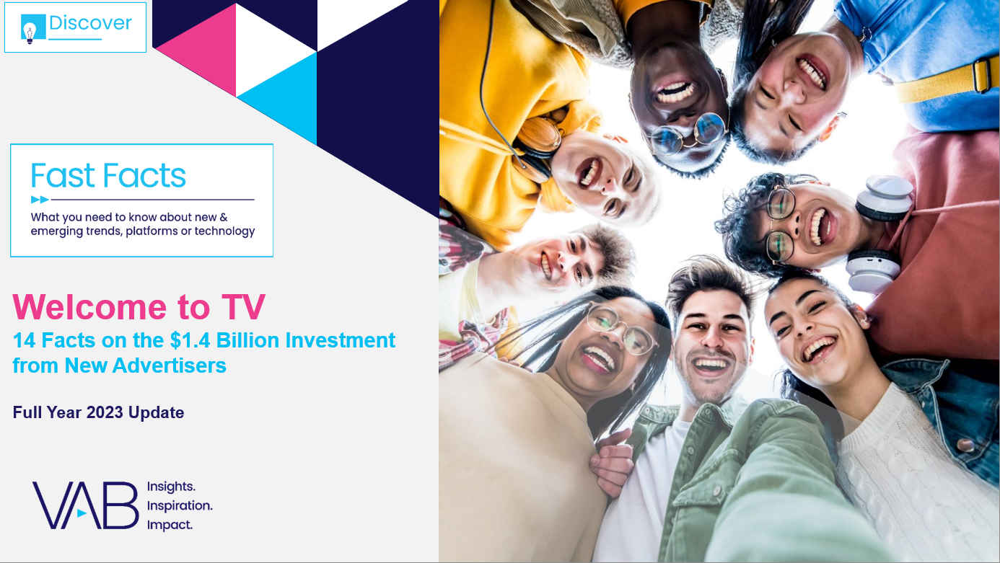 Discover
Fast Facts
What you need to know about new &
emerging trends, platforms or technology
Welcome to TV
14 Facts on the $1.4 Billion Investment
from New Advertisers
Full Year 2023 Update
VAB
Insights.
Inspiration.
Impact.